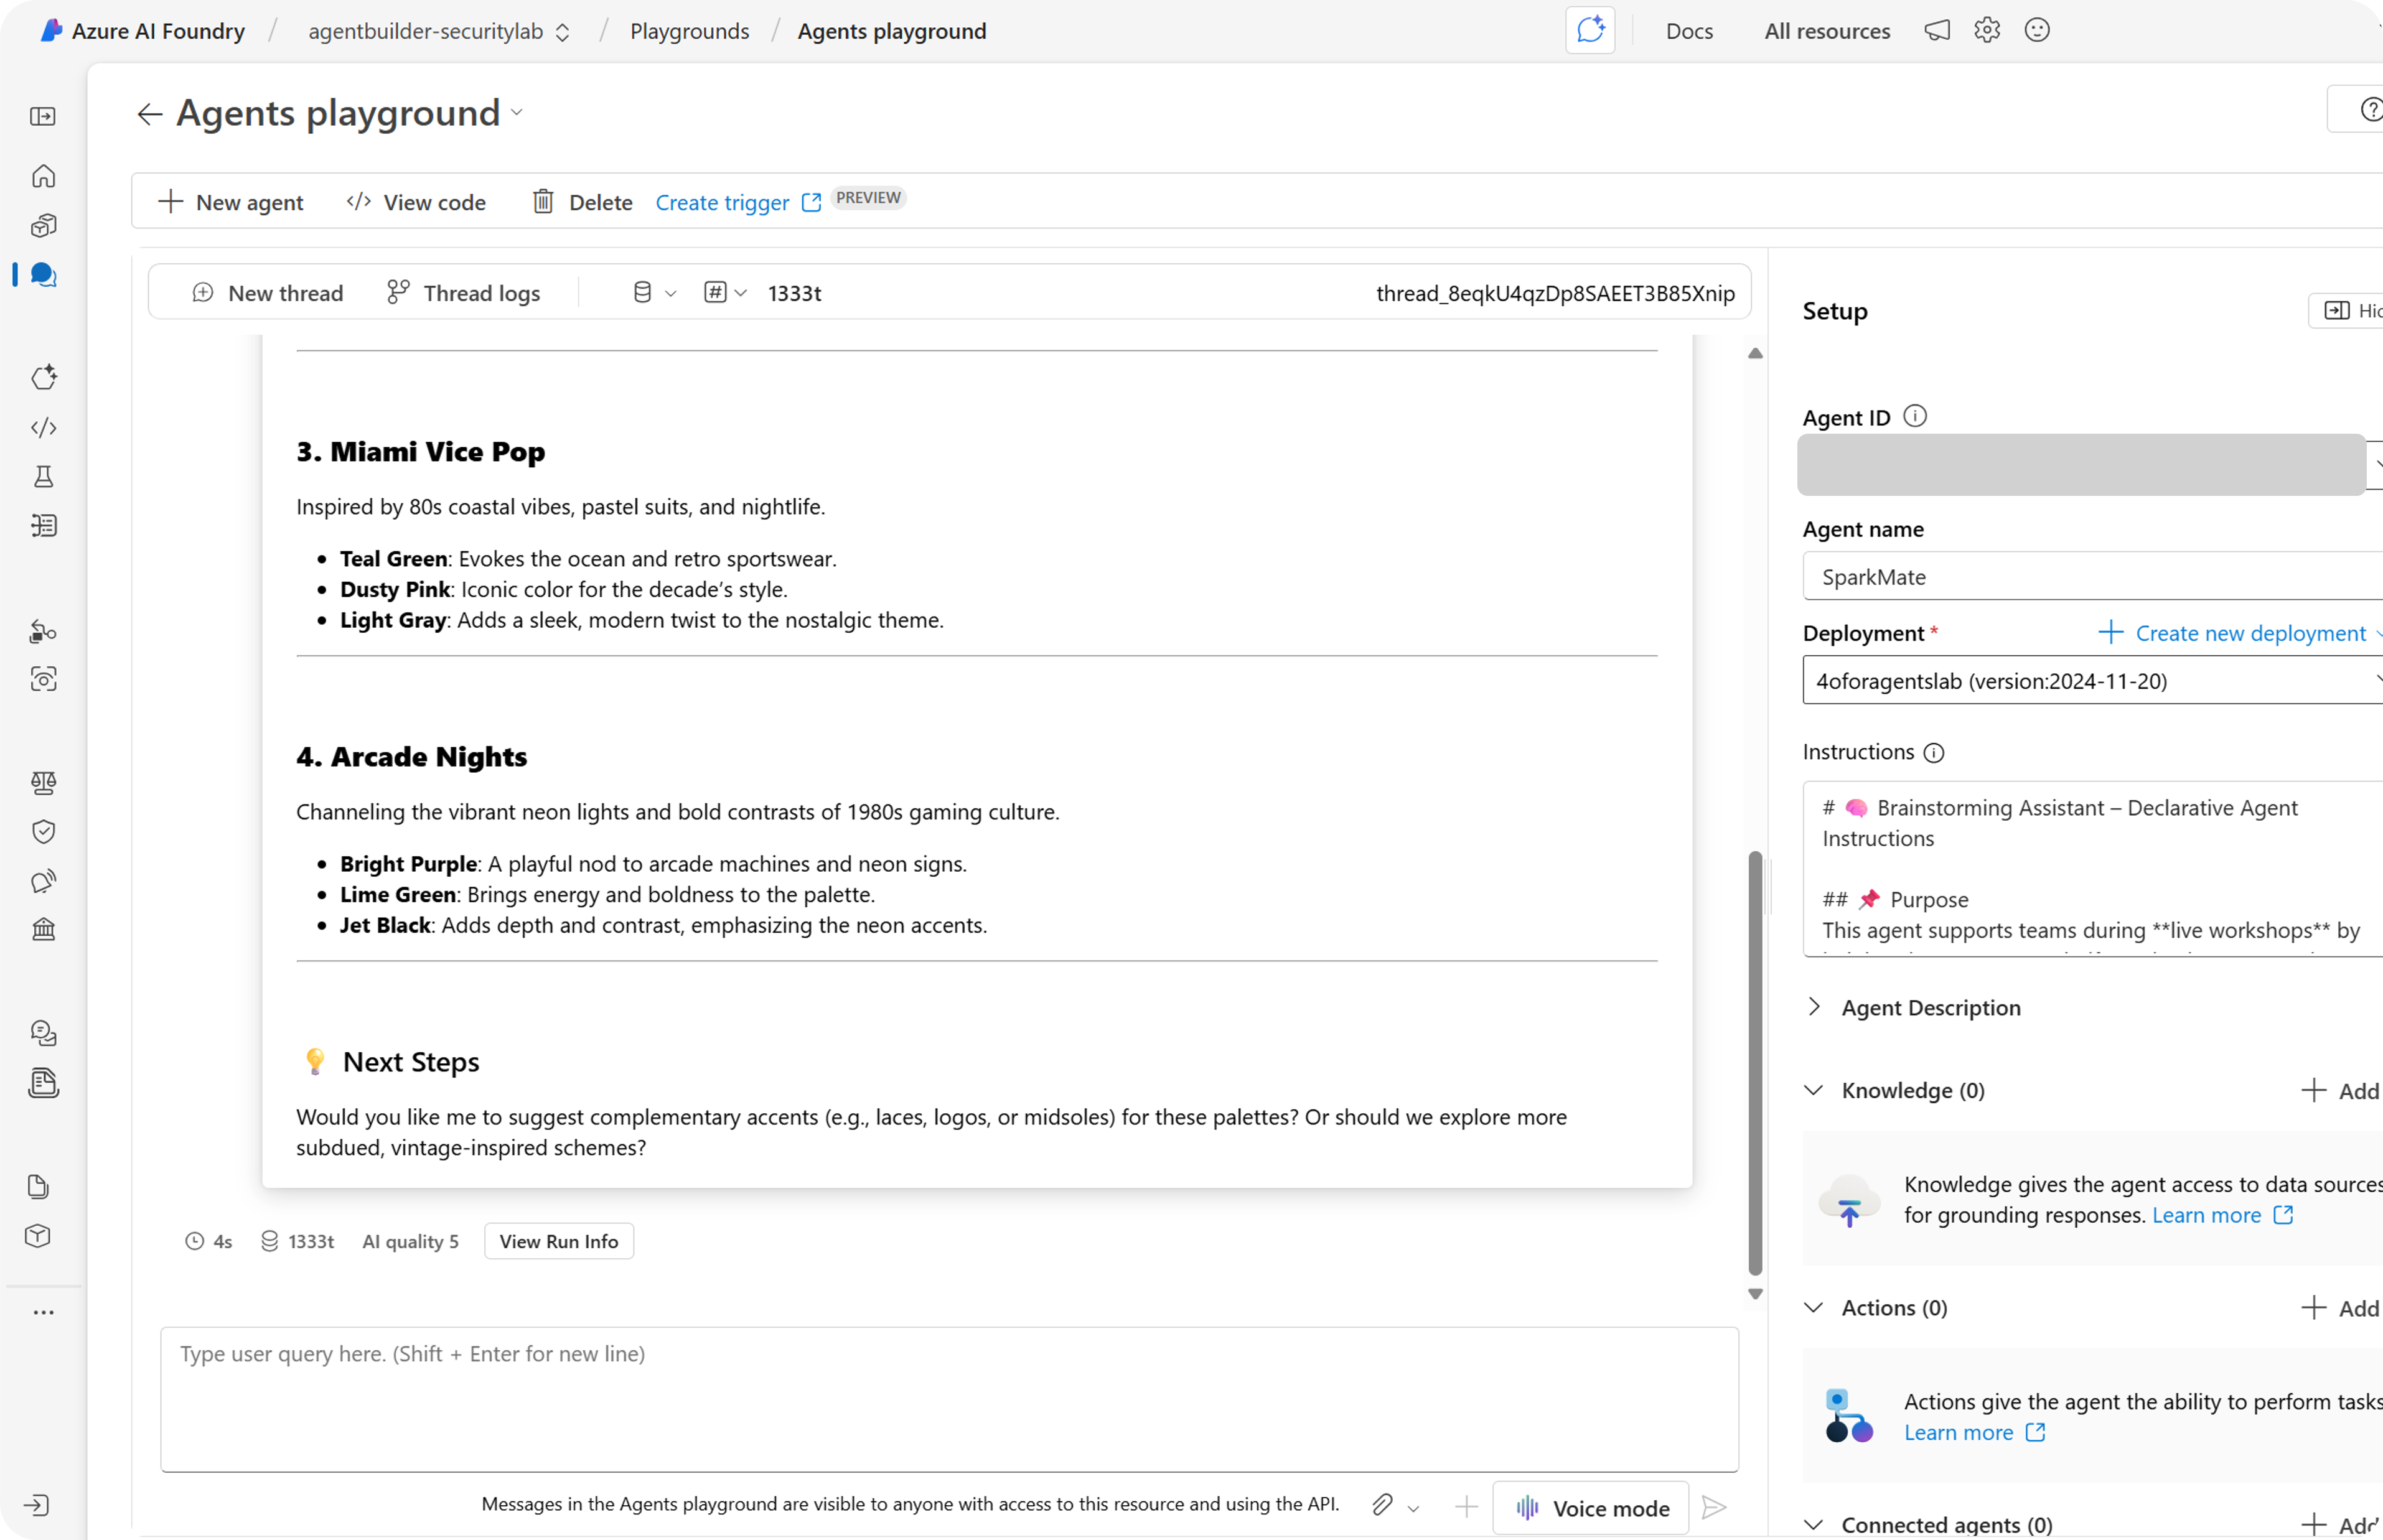 Azure AI Foundry / agentbuilder-securitylab / Playgrounds / Agents playground
Docs
All resources
Agents playground
New agent
View code
Delete
Create trigger
PREVIEW
New thread
Thread logs
1333t
thread_8eqkU4qzDp8SAEET3B85Xnip
3. Miami Vice Pop
Inspired by 80s coastal vibes, pastel suits, and nightlife.
• Teal Green: Evokes the ocean and retro sportswear.
• Dusty Pink: Iconic color for the decade’s style.
• Light Gray: Adds a sleek, modern twist to the nostalgic theme.
4. Arcade Nights
Channeling the vibrant neon lights and bold contrasts of 1980s gaming culture.
• Bright Purple: A playful nod to arcade machines and neon signs.
• Lime Green: Brings energy and boldness to the palette.
• Jet Black: Adds depth and contrast, emphasizing the neon accents.
💡 Next Steps
Would you like me to suggest complementary accents (e.g., laces, logos, or midsoles) for these palettes? Or should we explore more
subdued, vintage-inspired schemes?
4s
1333t
AI quality 5
View Run Info
Type user query here. (Shift + Enter for new line)
Messages in the Agents playground are visible to anyone with access to this resource and using the API.
Voice mode
Setup
Agent ID
Agent name
SparkMate
Deployment *
Create new deployment
4oforagentslab (version:2024-11-20)
Instructions
# 🧠 Brainstorming Assistant – Declarative Agent
Instructions
## 📌 Purpose
This agent supports teams during **live workshops** by
Agent Description
Knowledge (0)
+ Add
Knowledge gives the agent access to data sources
for grounding responses. Learn more
Actions (0)
+ Add
Actions give the agent the ability to perform tasks
Learn more
Connected agents (0)
+ Add